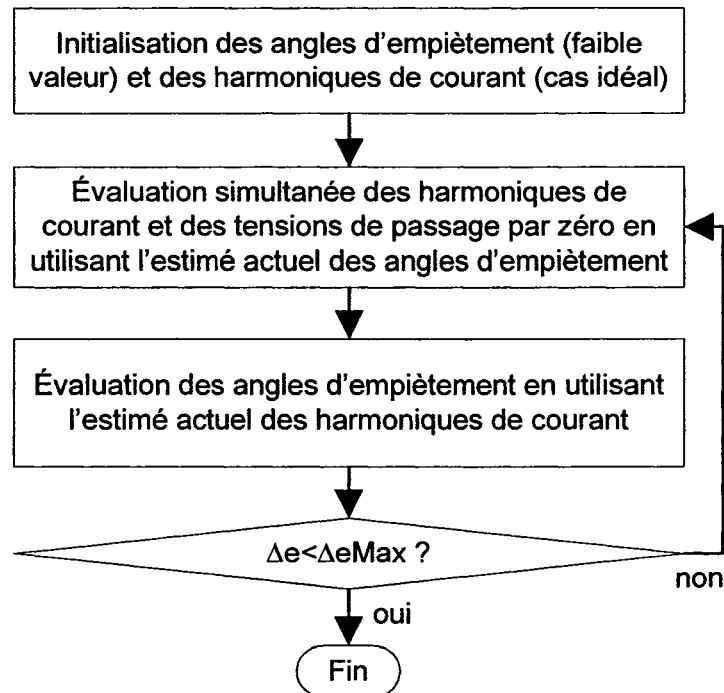 Initialisation des angles d'empiètement (faible
valeur) et des harmoniques de courant (cas idéal)
Évaluation simultanée des harmoniques de
courant et des tensions de passage par zéro en
utilisant l'estimé actuel des angles d'empiètement
Évaluation des angles d'empiètement en utilisant
l'estimé actuel des harmoniques de courant
Δe<ΔeMax ?
non
oui
Fin